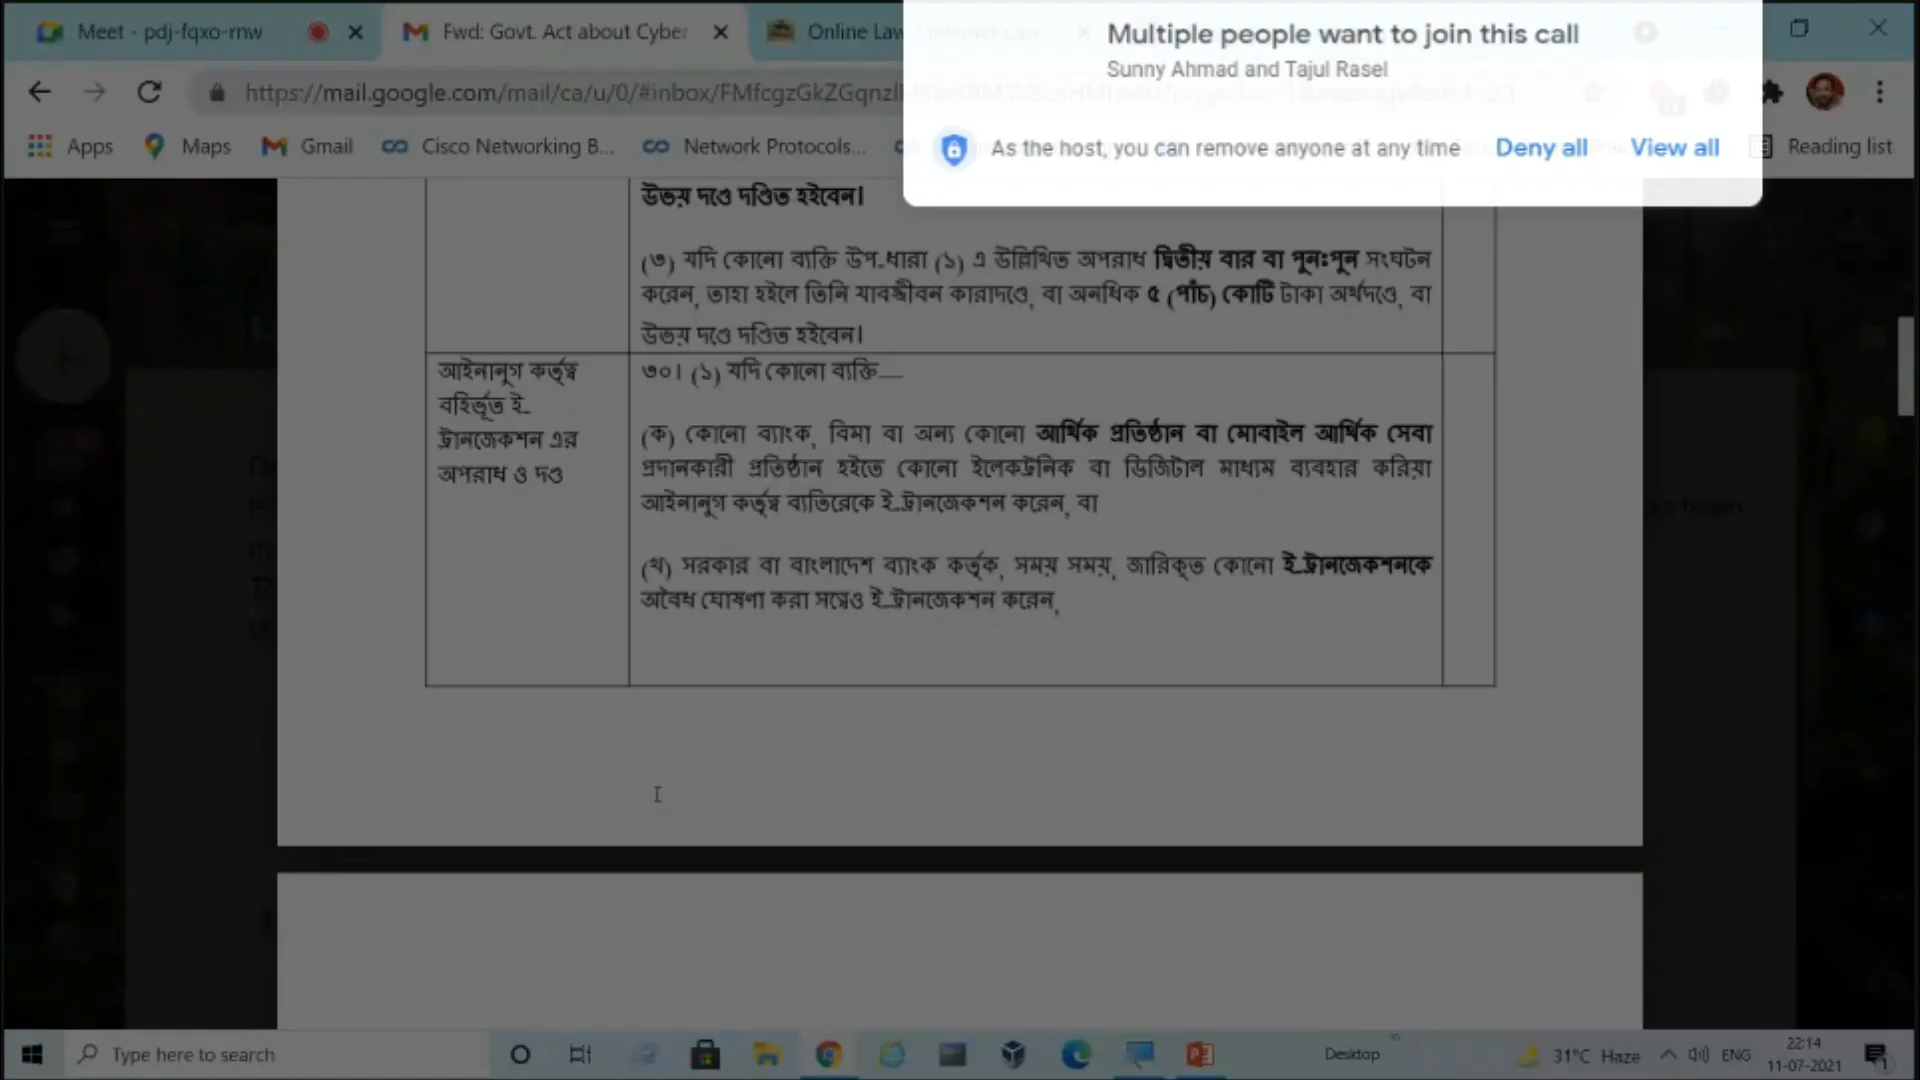 Meet - pdj-fqxo-rnw
Fwd: Govt. Act about Cyber
Online Law
Multiple people want to join this call
Sunny Ahmad and Tajul Rasel
https://mail.google.com/mail/ca/u/0/#inbox/FMfcgzGkZGqnzl
As the host, you can remove anyone at any time
Deny all
View all
Apps
Maps
Gmail
Cisco Networking B...
Network Protocols...
Reading list
উভয় দণ্ডে দণ্ডিত হইবেন।
(৩) যদি কোনো ব্যক্তি উপ-ধারা (১) এ উল্লিখিত অপরাধ দ্বিতীয় বার বা পুনঃপুন সংঘটন
করেন, তাহা হইলে তিনি যাবজ্জীবন কারাদণ্ডে, বা অনধিক ৫ (পাঁচ) কোটি টাকা অর্থদণ্ডে, বা
উভয় দণ্ডে দণ্ডিত হইবেন।
আইনানুগ কর্তৃত্ব
বহির্ভূত ই-
ট্রানজেকশন এর
অপরাধ ও দণ্ড
৩০। (১) যদি কোনো ব্যক্তি—
(ক) কোনো ব্যাংক, বিমা বা অন্য কোনো আর্থিক প্রতিষ্ঠান বা মোবাইল আর্থিক সেবা
প্রদানকারী প্রতিষ্ঠান হইতে কোনো ইলেকট্রনিক বা ডিজিটাল মাধ্যম ব্যবহার করিয়া
আইনানুগ কর্তৃত্ব ব্যতিরেকে ই-ট্রানজেকশন করেন, বা
(খ) সরকার বা বাংলাদেশ ব্যাংক কর্তৃক, সময় সময়, জারিকৃত কোনো ই-ট্রানজেকশনকে
অবৈধ ঘোষণা করা সত্ত্বেও ই-ট্রানজেকশন করেন,
Type here to search
Desktop
31°C Haze
ENG
22:14
11-07-2021